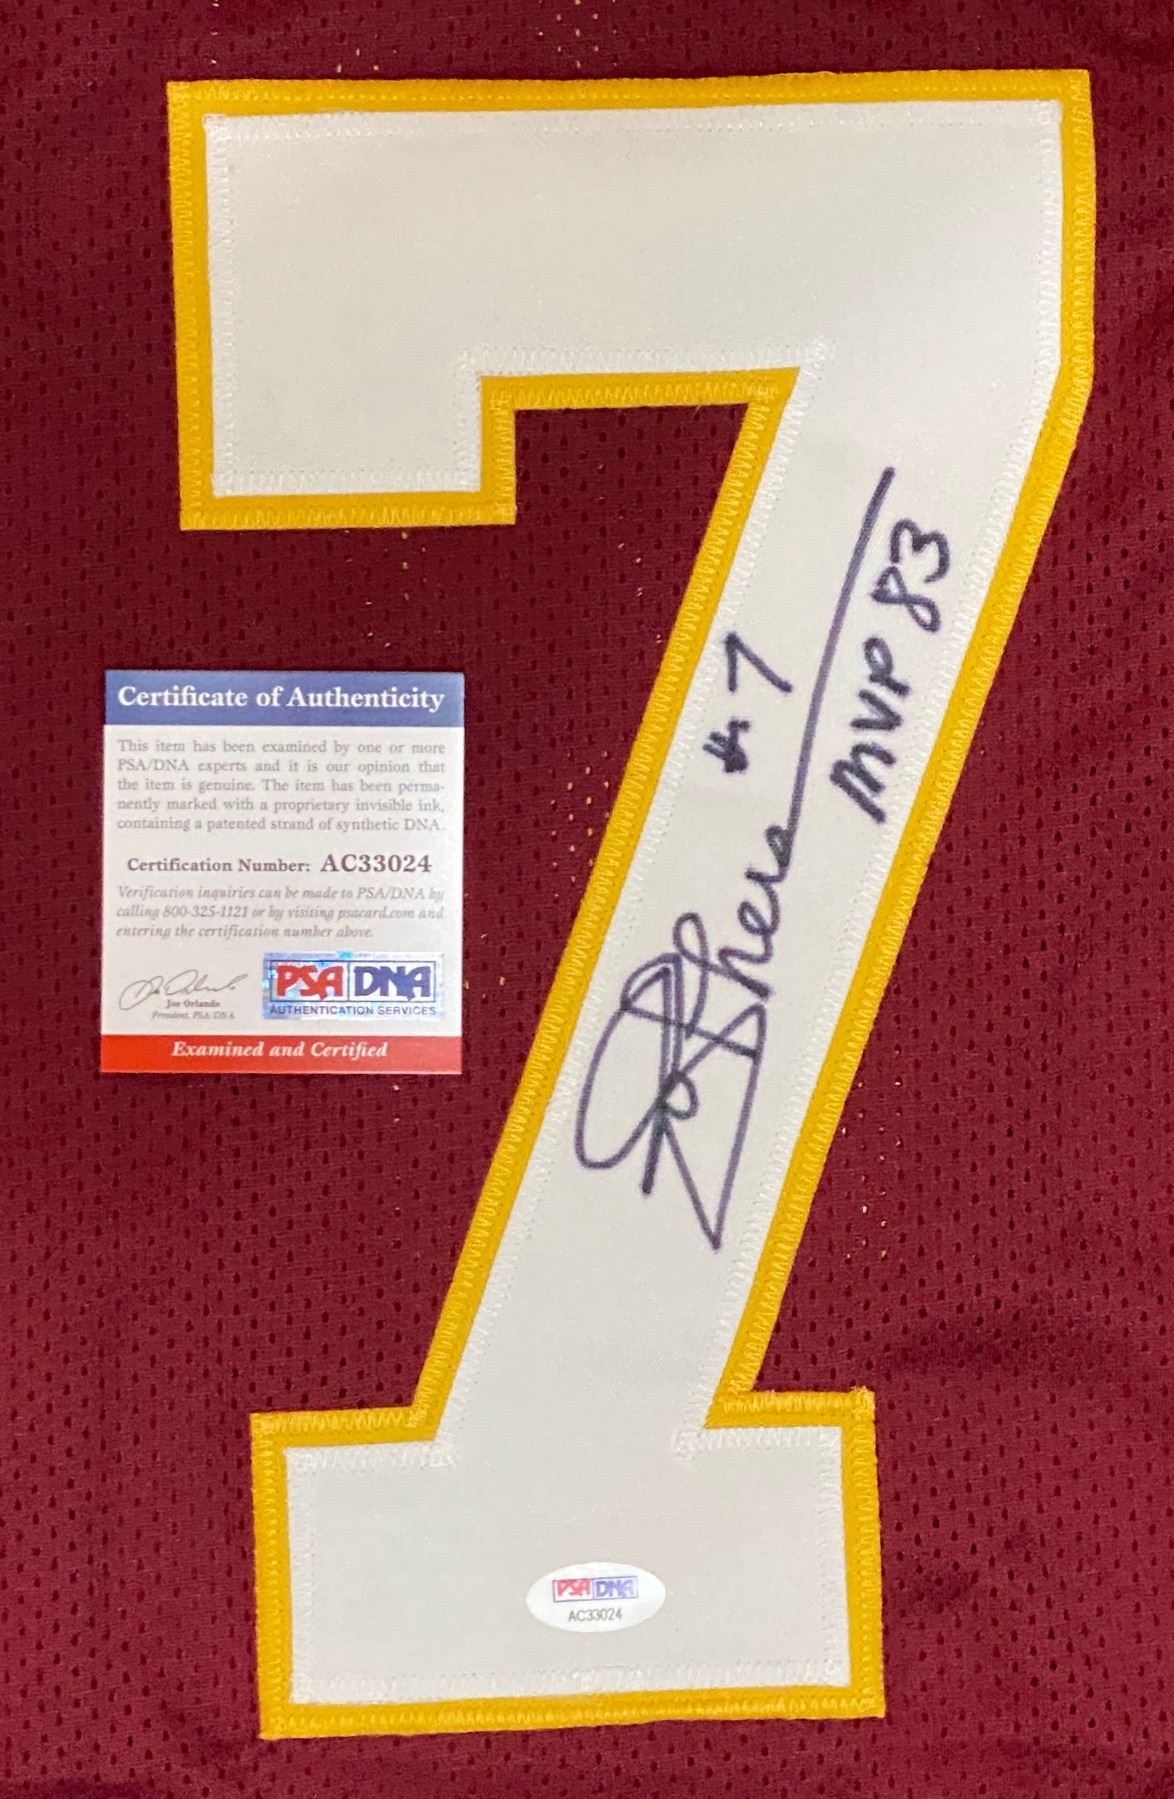 7
Certificate of Authenticity
This item has been examined by one or more
PSA/DNA experts and it is our opinion that
the item is genuine. The item has been perma-
nently marked with a proprietary invisible ink,
containing a patented strand of synthetic DNA.
Certification Number: AC33024
Verification inquiries can be made to PSA/DNA by
calling 800-325-1121 or by visiting psacard.com and
entering the certification number above.
Joe Orlando
President, PSA/DNA
PSA DNA
AUTHENTICATION SERVICES
Examined and Certified
#7
MVP 83
PSA DNA
AC33024